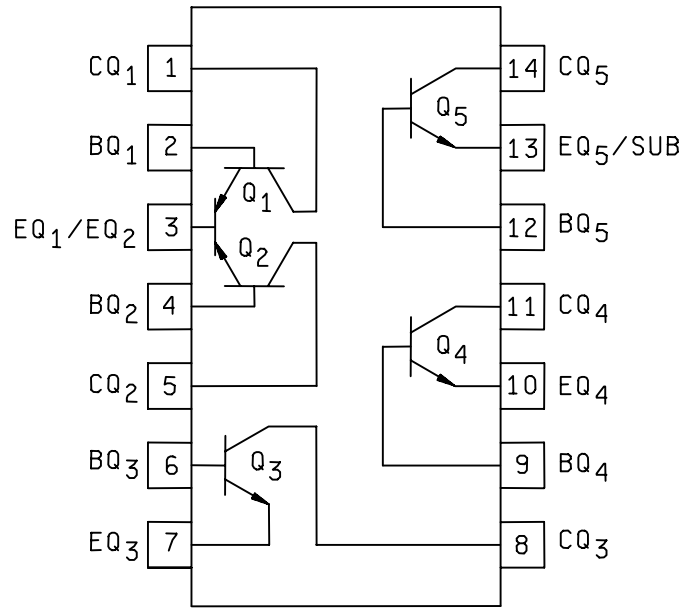 CQ1 1 14 CQ5
Q5
BQ1 2 13 EQ5/SUB
Q1
EQ1/EQ2 3 12 BQ5
Q2
BQ2 4 11 CQ4
Q4
CQ2 5 10 EQ4
BQ3 6 Q3 9 BQ4
EQ3 7 8 CQ3